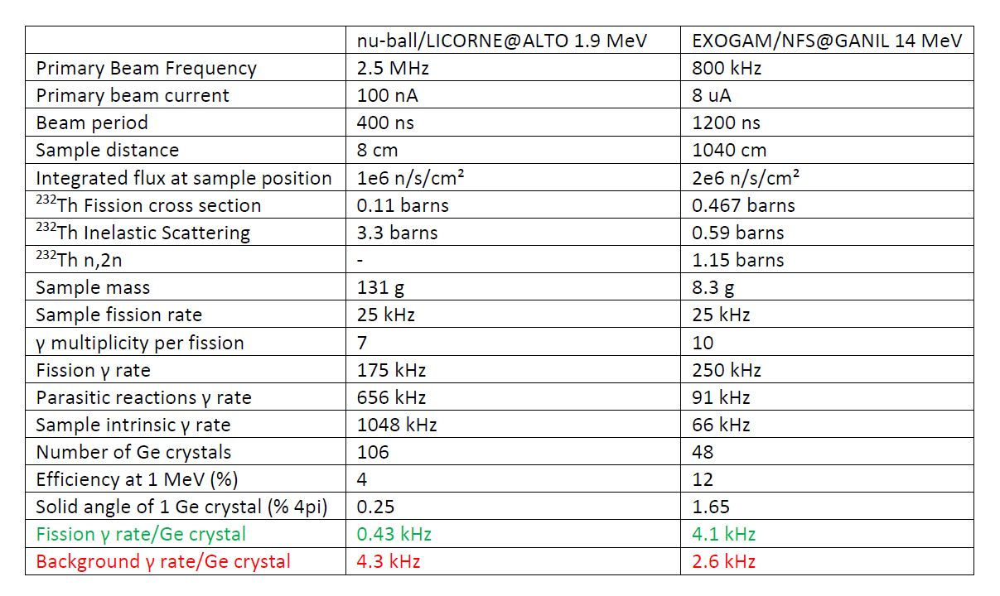 nu-ball/LICORNE@ALTO 1.9 MeV EXOGAM/NFS@GANIL 14 MeV
Primary Beam Frequency 2.5 MHz 800 kHz
Primary beam current 100 nA 8 uA
Beam period 400 ns 1200 ns
Sample distance 8 cm 1040 cm
Integrated flux at sample position 1e6 n/s/cm² 2e6 n/s/cm²
²³²Th Fission cross section 0.11 barns 0.467 barns
²³²Th Inelastic Scattering 3.3 barns 0.59 barns
²³²Th n,2n - 1.15 barns
Sample mass 131 g 8.3 g
Sample fission rate 25 kHz 25 kHz
γ multiplicity per fission 7 10
Fission γ rate 175 kHz 250 kHz
Parasitic reactions γ rate 656 kHz 91 kHz
Sample intrinsic γ rate 1048 kHz 66 kHz
Number of Ge crystals 106 48
Efficiency at 1 MeV (%) 4 12
Solid angle of 1 Ge crystal (% 4pi) 0.25 1.65
Fission γ rate/Ge crystal 0.43 kHz 4.1 kHz
Background γ rate/Ge crystal 4.3 kHz 2.6 kHz